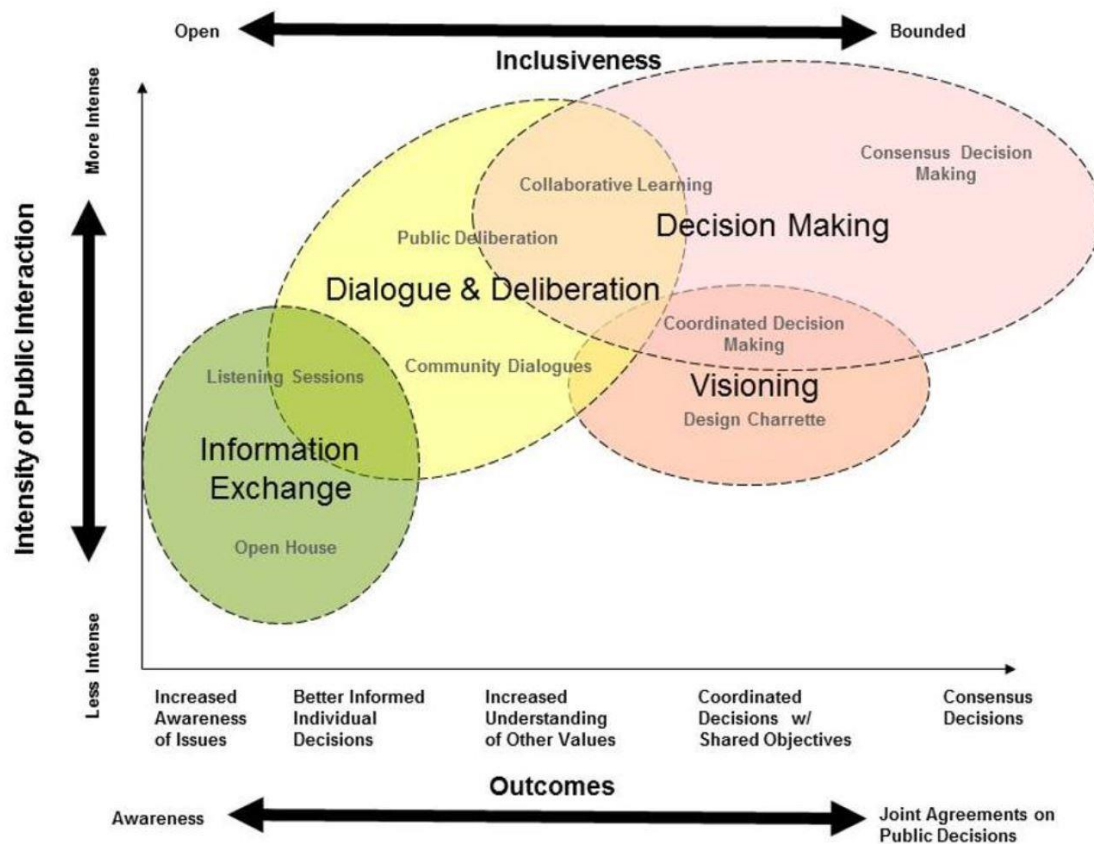 Open
Bounded
Inclusiveness
More Intense
Intensity of Public Interaction
Less Intense
Consensus Decision
Making
Collaborative Learning
Decision Making
Public Deliberation
Dialogue & Deliberation
Coordinated Decision
Making
Community Dialogues
Listening Sessions
Visioning
Design Charrette
Information
Exchange
Open House
Increased
Awareness
of Issues
Better Informed
Individual
Decisions
Increased
Understanding
of Other Values
Coordinated
Decisions w/
Shared Objectives
Consensus
Decisions
Outcomes
Awareness
Joint Agreements on
Public Decisions